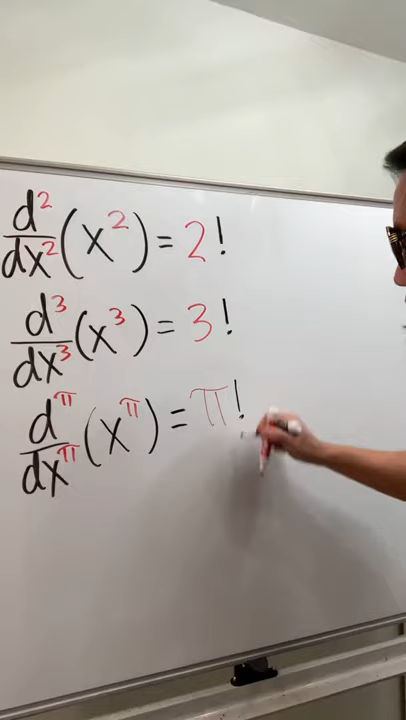 d²/dx² (x²) = 2!
d³/dx³ (x³) = 3!
d^π/dx^π (x^π) = π!